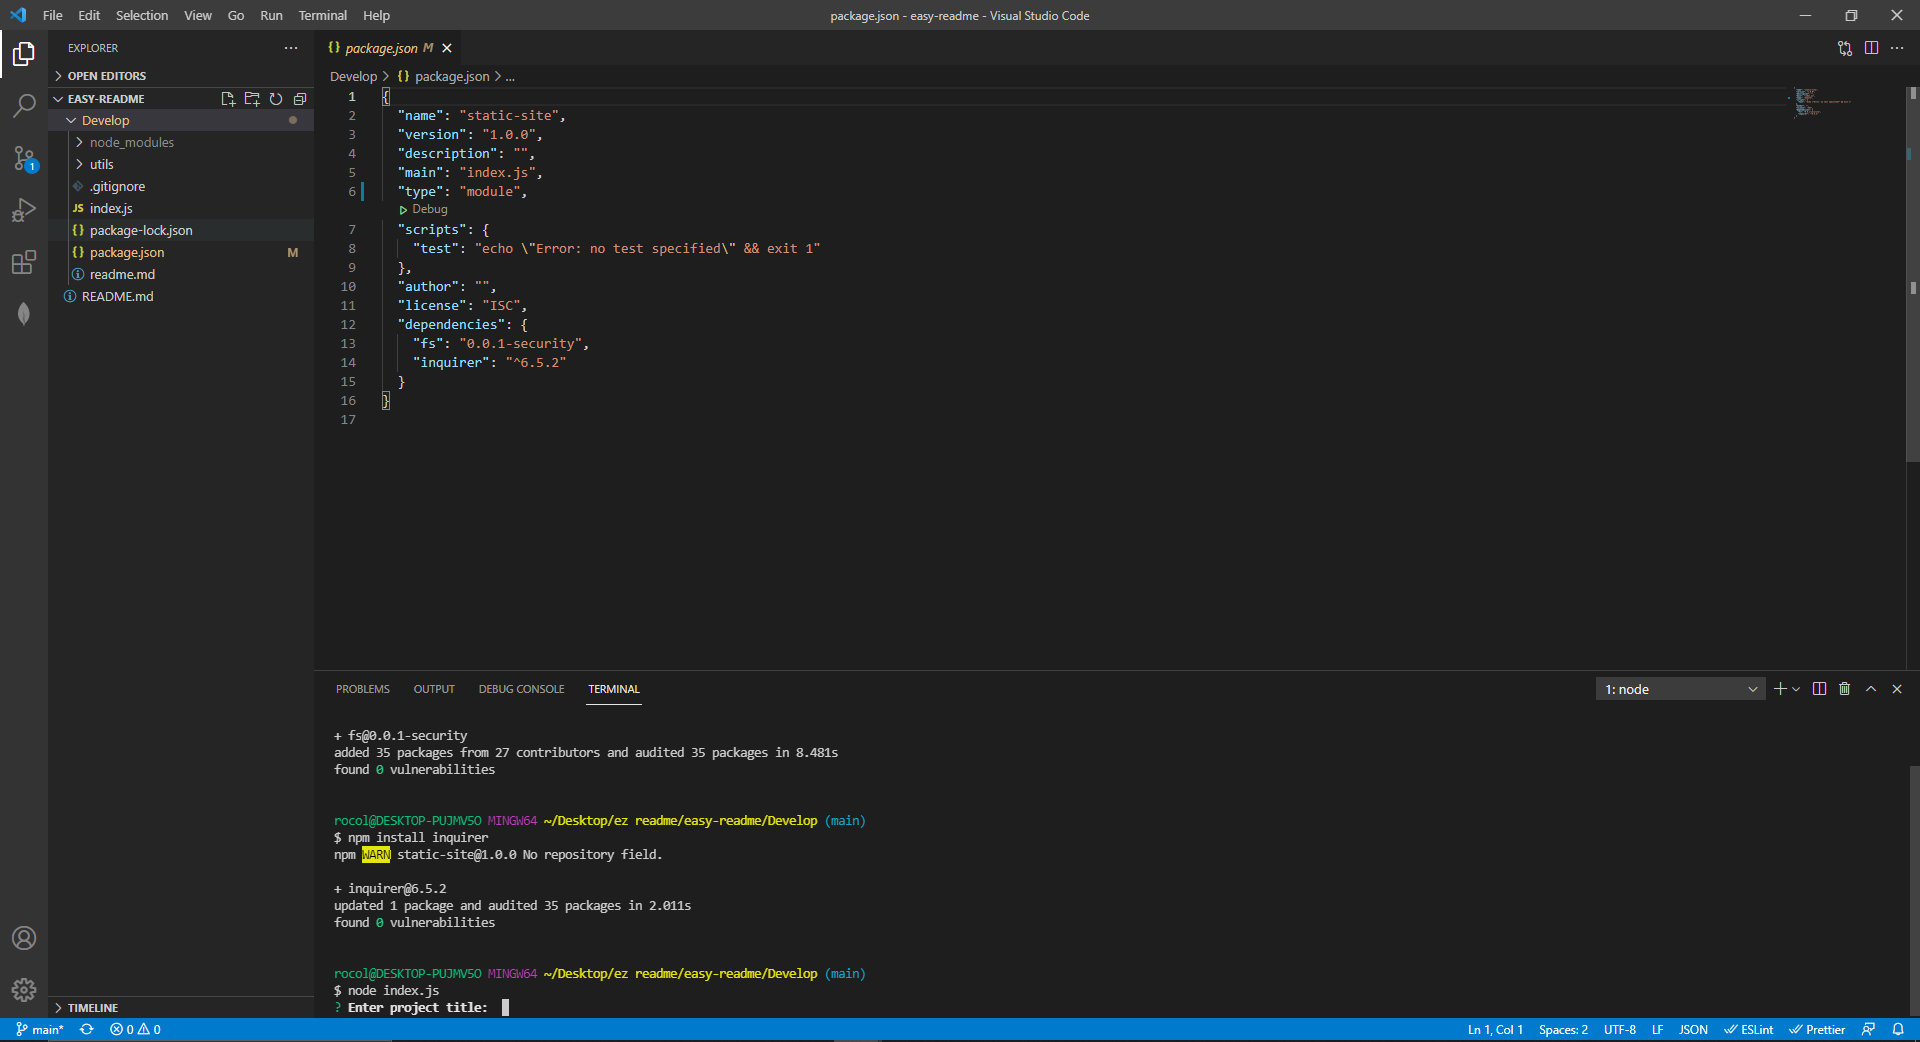 File Edit Selection View Go Run Terminal Help
package.json - easy-readme - Visual Studio Code
EXPLORER
OPEN EDITORS
EASY-README
Develop
node_modules
utils
.gitignore
JS index.js
{} package-lock.json
{} package.json M
readme.md
README.md
TIMELINE
1
{} package.json M
Develop > {} package.json > ...
1 {
2 "name": "static-site",
3 "version": "1.0.0",
4 "description": "",
5 "main": "index.js",
6 "type": "module",
Debug
7 "scripts": {
8 "test": "echo \"Error: no test specified\" && exit 1"
9 },
10 "author": "",
11 "license": "ISC",
12 "dependencies": {
13 "fs": "0.0.1-security",
14 "inquirer": "^6.5.2"
15 }
16 }
17
PROBLEMS OUTPUT DEBUG CONSOLE TERMINAL
1: node
+ fs@0.0.1-security
added 35 packages from 27 contributors and audited 35 packages in 8.481s
found 0 vulnerabilities
rocol@DESKTOP-PUJMV5O MINGW64 ~/Desktop/ez readme/easy-readme/Develop (main)
$ npm install inquirer
npm WARN static-site@1.0.0 No repository field.
+ inquirer@6.5.2
updated 1 package and audited 35 packages in 2.011s
found 0 vulnerabilities
rocol@DESKTOP-PUJMV5O MINGW64 ~/Desktop/ez readme/easy-readme/Develop (main)
$ node index.js
? Enter project title:
main* 0 0
Ln 1, Col 1 Spaces: 2 UTF-8 LF JSON ESLint Prettier